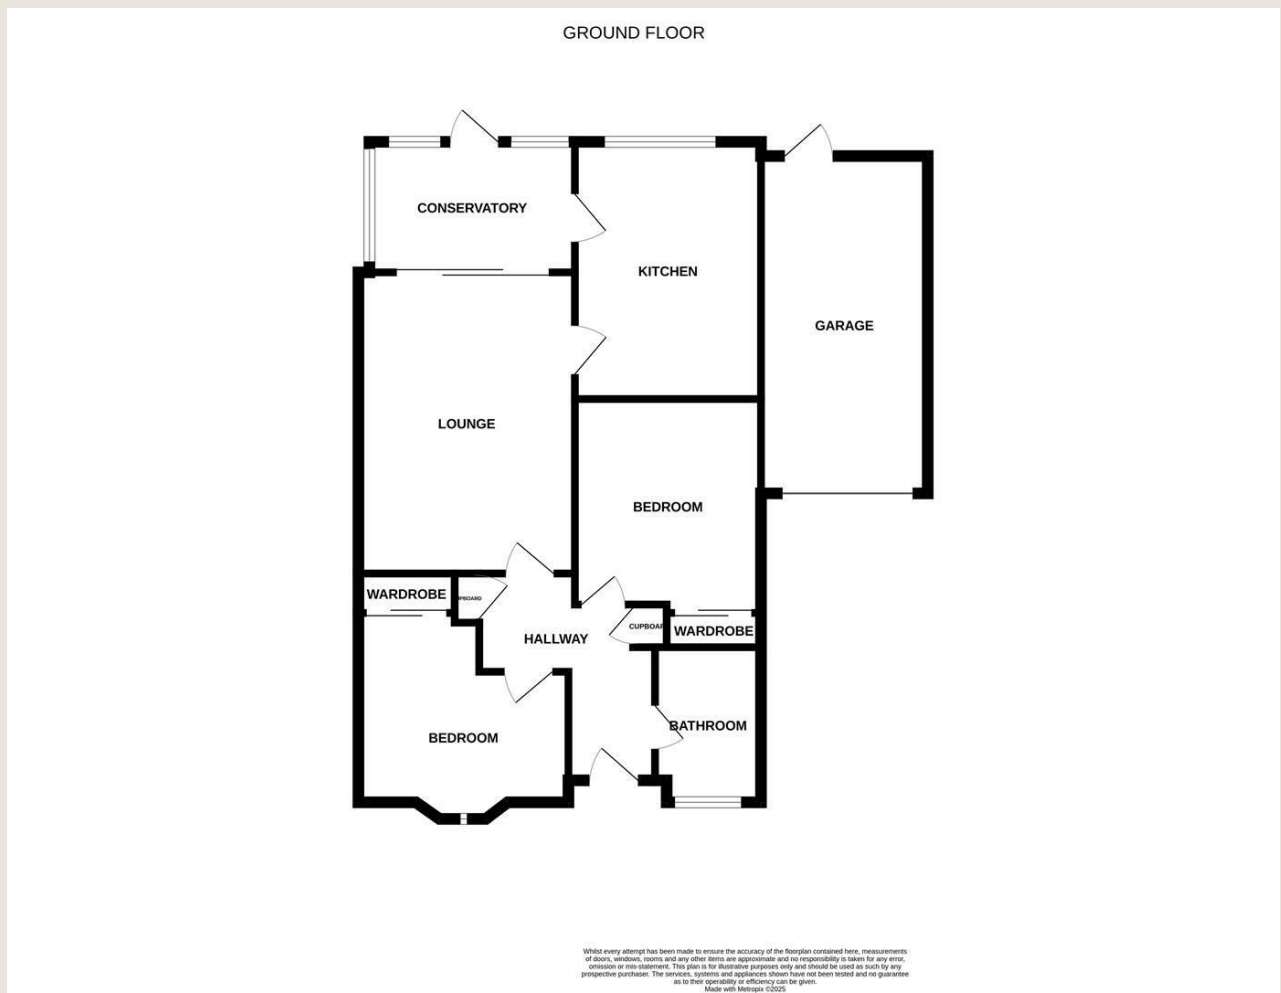 GROUND FLOOR
CONSERVATORY
KITCHEN
GARAGE
LOUNGE
BEDROOM
WARDROBE
PBOARD
CUPBOAR
WARDROBE
HALLWAY
BATHROOM
BEDROOM
Whilst every attempt has been made to ensure the accuracy of the floorplan contained here, measurements
of doors, windows, rooms and any other items are approximate and no responsibility is taken for any error,
omission or mis-statement. This plan is for illustrative purposes only and should be used as such by any
prospective purchaser. The services, systems and appliances shown have not been tested and no guarantee
as to their operability or efficiency can be given.
Made with Metropix ©2025